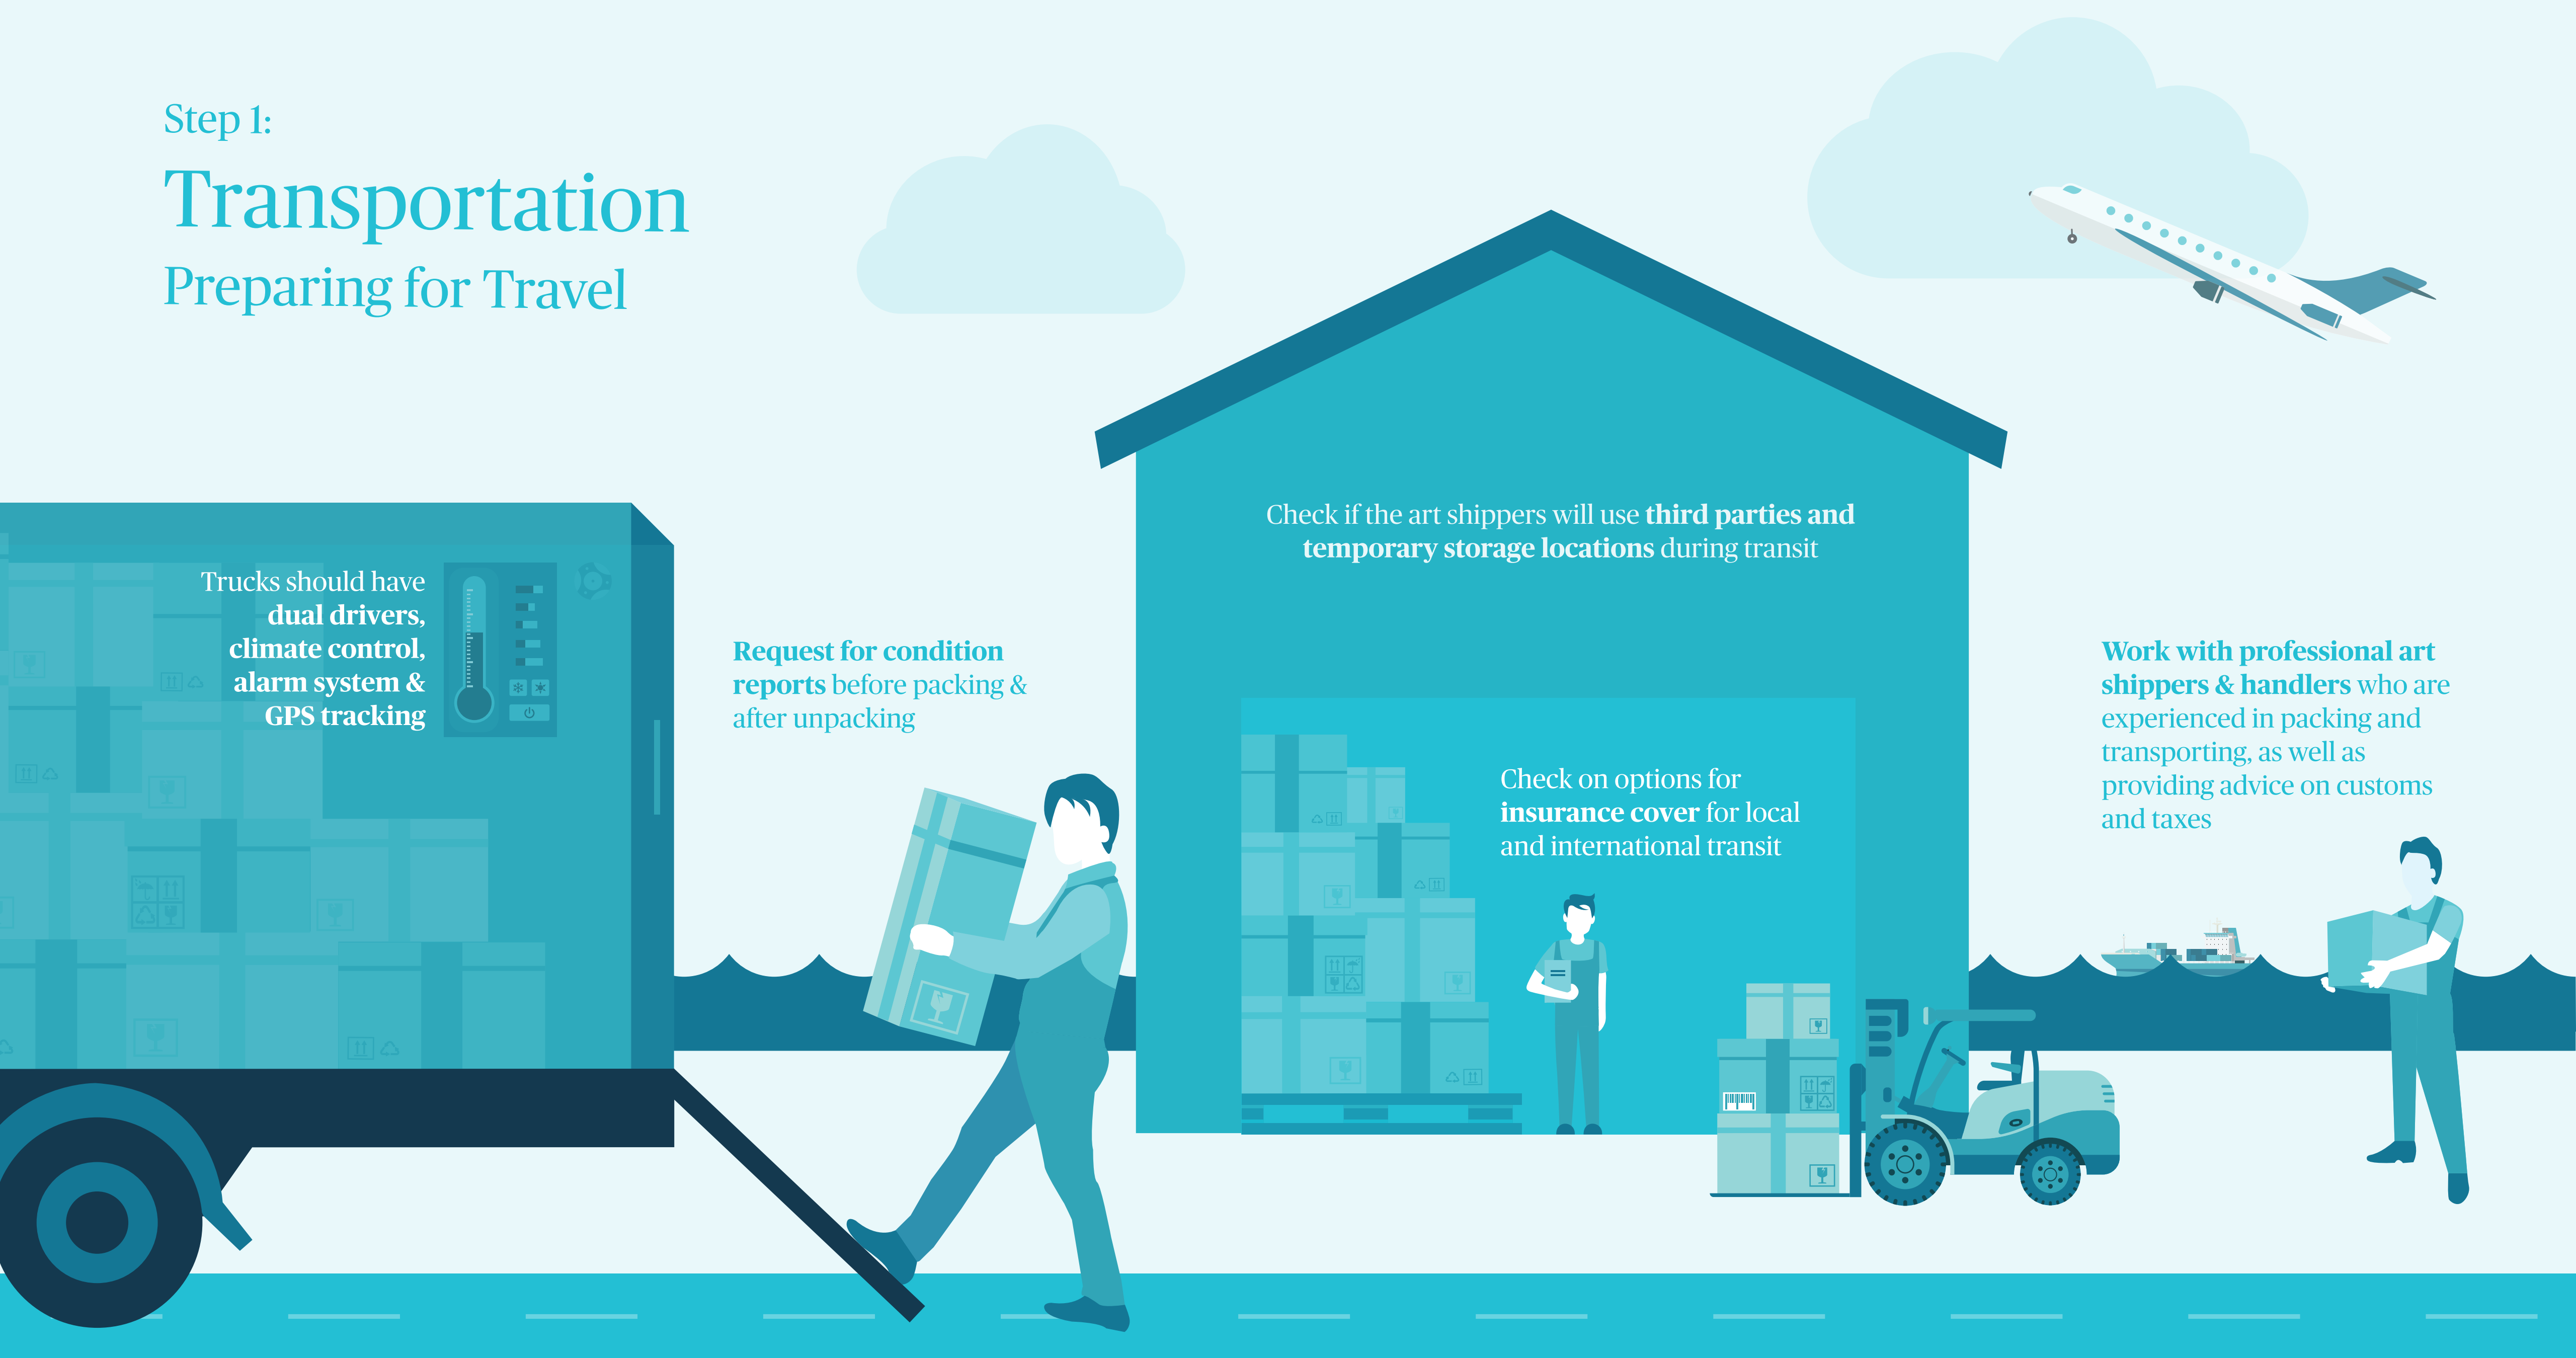 Step 1:
Transportation
Preparing for Travel
Trucks should have
dual drivers,
climate control,
alarm system &
GPS tracking
Request for condition
reports before packing &
after unpacking
Check if the art shippers will use third parties and
temporary storage locations during transit
Check on options for
insurance cover for local
and international transit
Work with professional art
shippers & handlers who are
experienced in packing and
transporting, as well as
providing advice on customs
and taxes